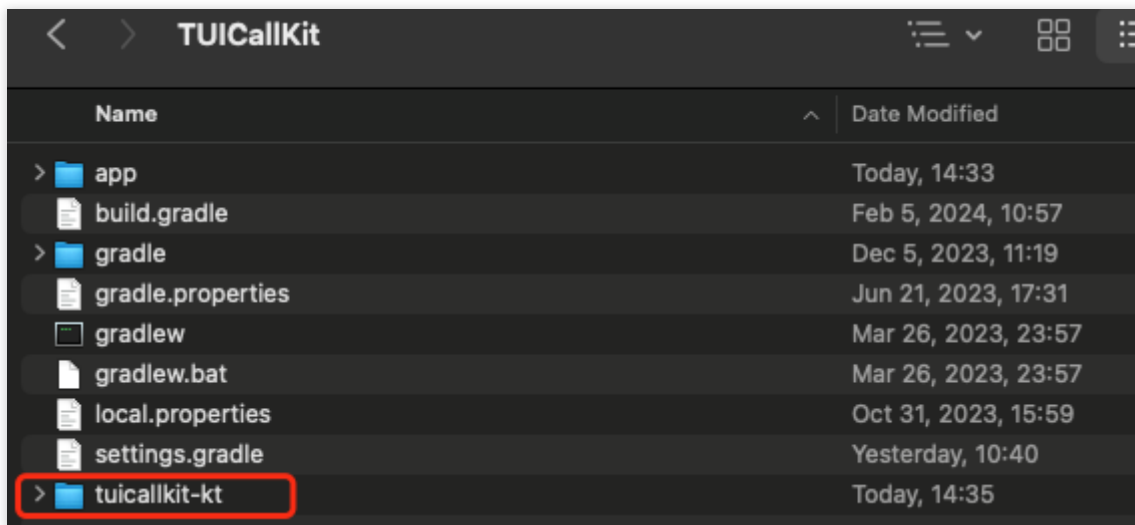 TUICallKit
Name Date Modified
app Today, 14:33
build.gradle Feb 5, 2024, 10:57
gradle Dec 5, 2023, 11:19
gradle.properties Jun 21, 2023, 17:31
gradlew Mar 26, 2023, 23:57
gradlew.bat Mar 26, 2023, 23:57
local.properties Oct 31, 2023, 15:59
settings.gradle Yesterday, 10:40
tuicallkit-kt Today, 14:35